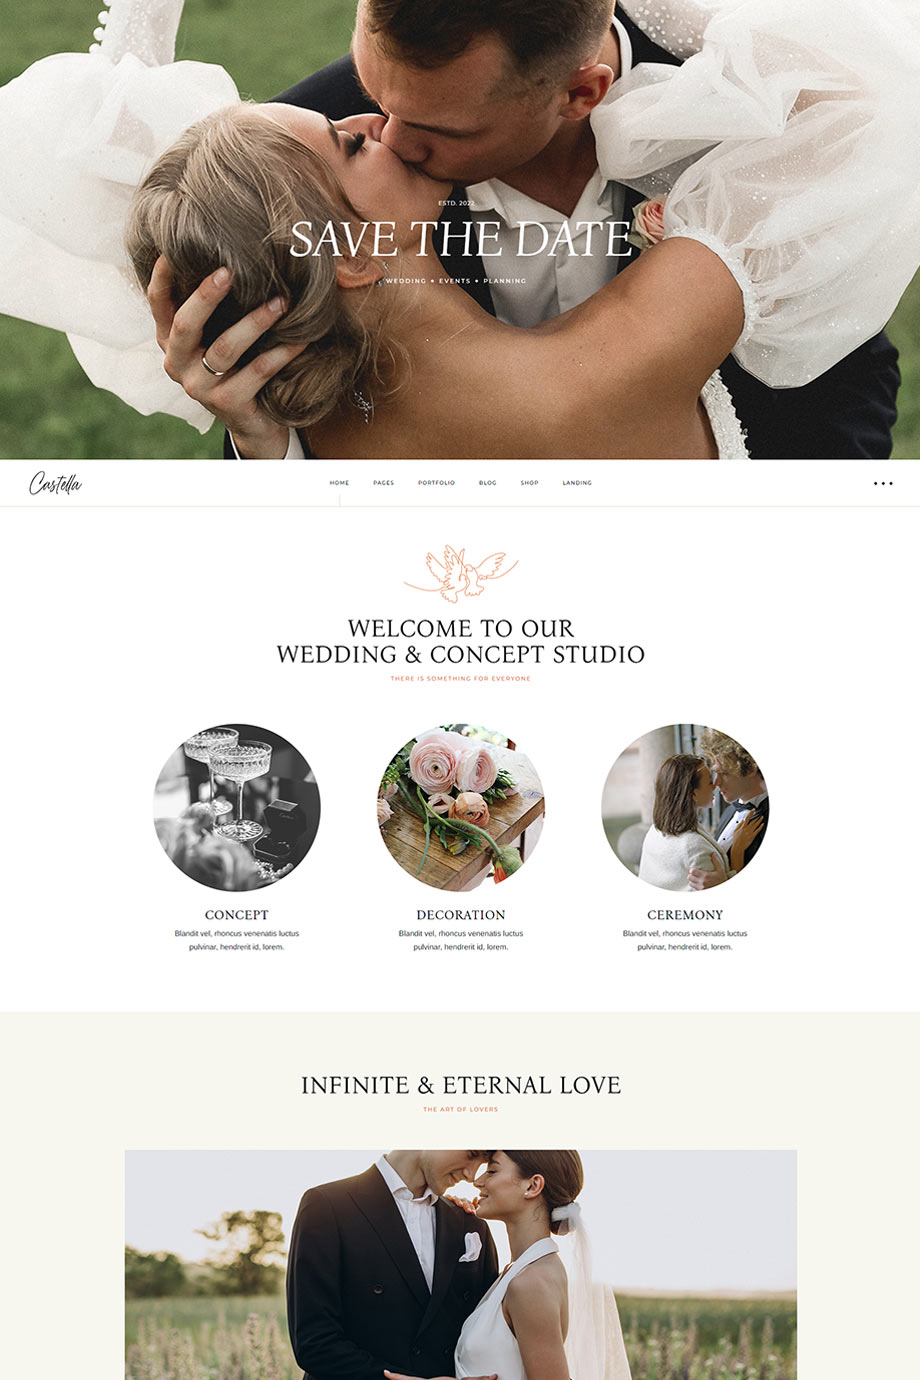 ESTD. 2022
SAVE THE DATE
WEDDING • EVENTS • PLANNING
Castella
HOME PAGES PORTFOLIO BLOG SHOP LANDING
WELCOME TO OUR
WEDDING & CONCEPT STUDIO
THERE IS SOMETHING FOR EVERYONE
CONCEPT
Blandit vel, rhoncus venenatis luctus
pulvinar, hendrerit id, lorem.
DECORATION
Blandit vel, rhoncus venenatis luctus
pulvinar, hendrerit id, lorem.
CEREMONY
Blandit vel, rhoncus venenatis luctus
pulvinar, hendrerit id, lorem.
INFINITE & ETERNAL LOVE
THE ART OF LOVERS